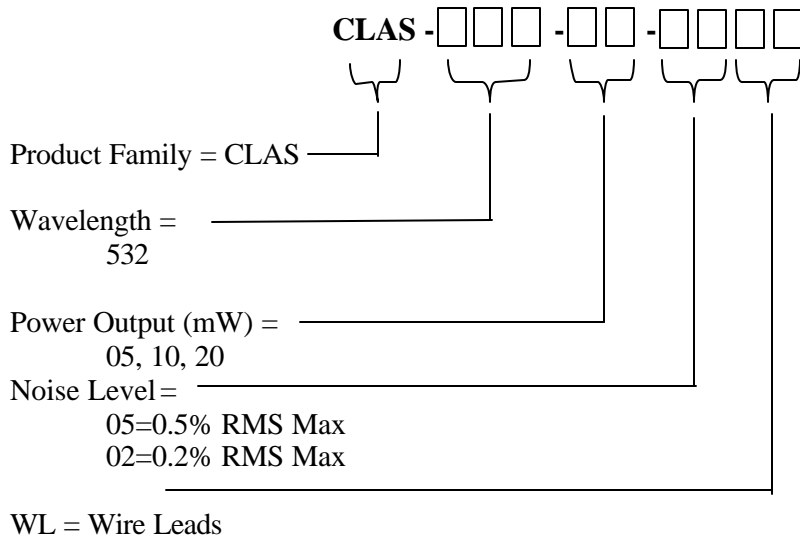 CLAS - - -
Product Family = CLAS
Wavelength =
532
Power Output (mW) =
05, 10, 20
Noise Level =
05=0.5% RMS Max
02=0.2% RMS Max
WL = Wire Leads